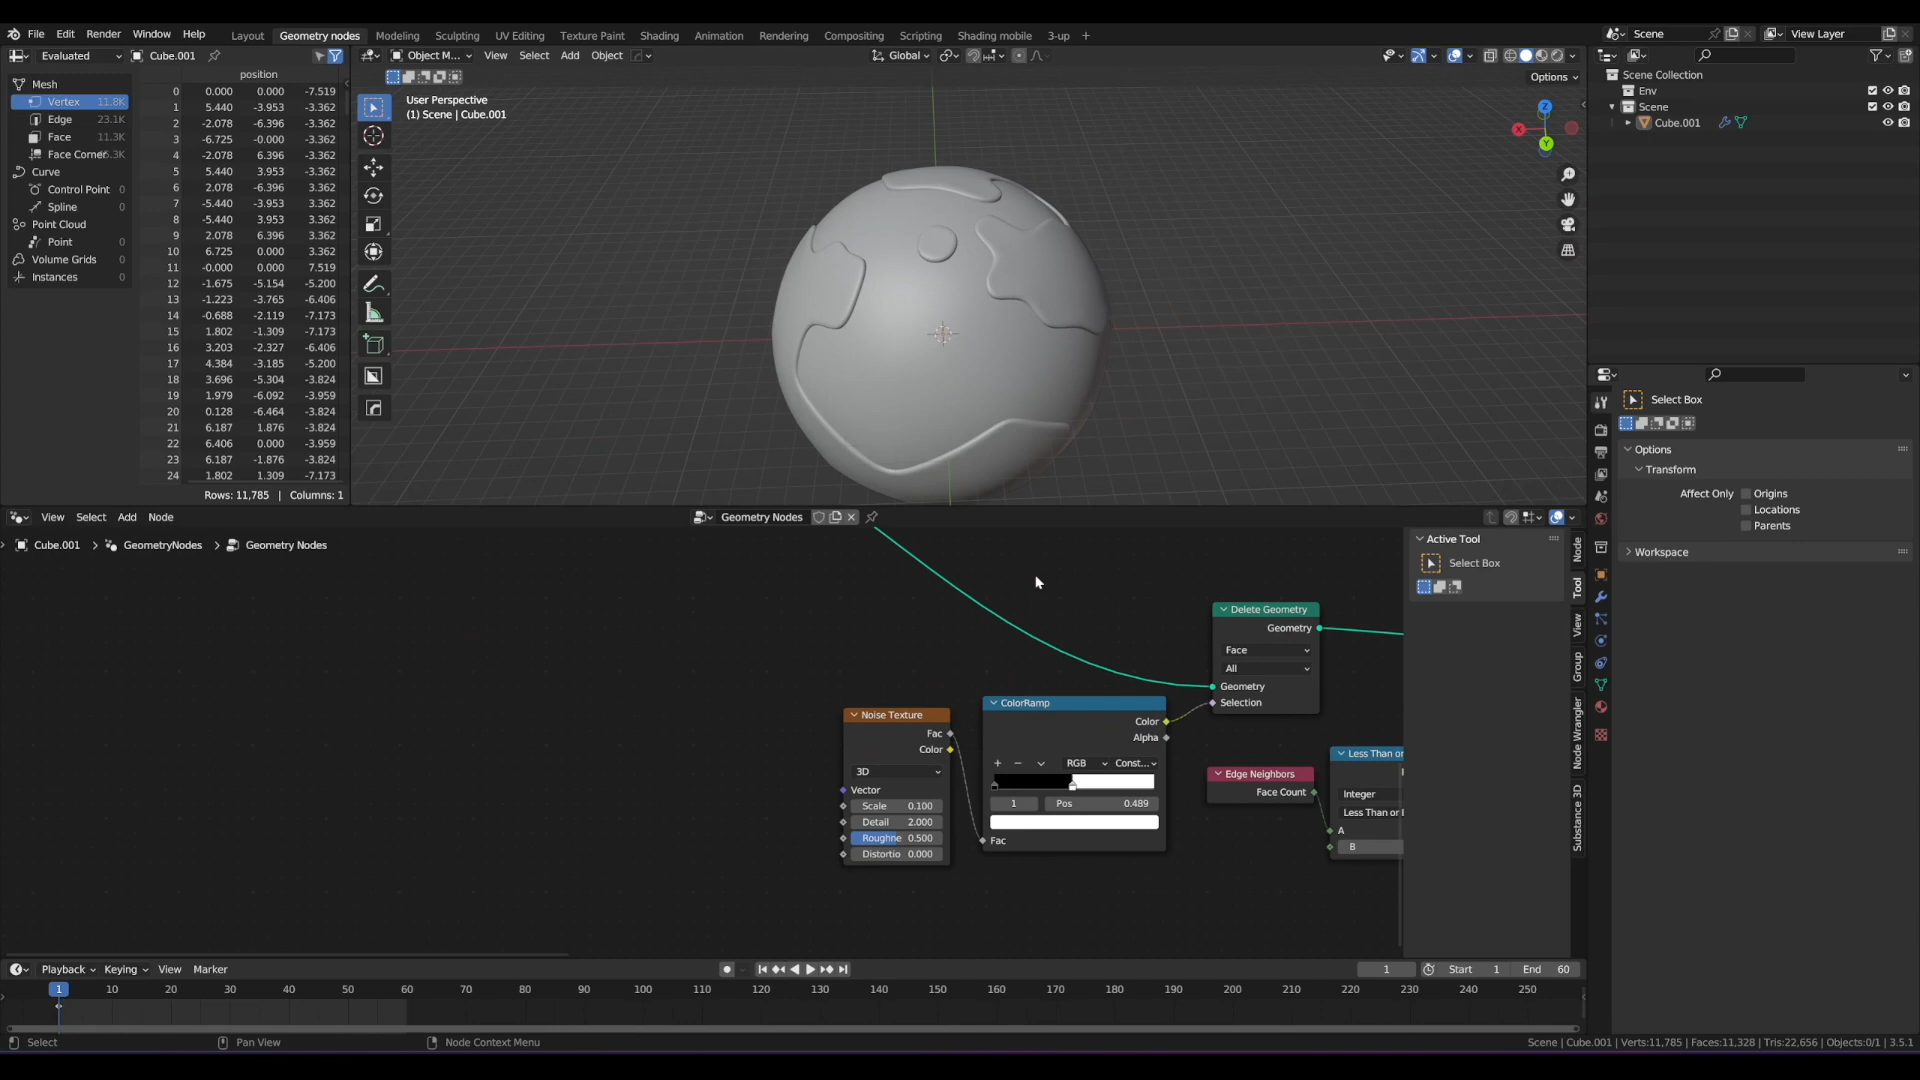 File Edit Render Window Help Layout Geometry nodes Modeling Sculpting UV Editing Texture Paint Shading Animation Rendering Compositing Scripting Shading mobile 3-up + Scene View Layer
Evaluated Cube.001
Object M... View Select Add Object Global
Options
position
Mesh
Vertex 11.8K
Edge 23.1K
Face 11.3K
Face Corner
Curve
Control Point 0
Spline 0
Point Cloud
Point 0
Volume Grids 0
Instances 0
0 0.000 0.000 -7.519
1 5.440 -3.953 -3.362
2 -2.078 -6.396 -3.362
3 -6.725 -0.000 -3.362
4 -2.078 6.396 -3.362
5 5.440 3.953 -3.362
6 2.078 -6.396 3.362
7 -5.440 -3.953 3.362
8 -5.440 3.953 3.362
9 2.078 6.396 3.362
10 6.725 0.000 3.362
11 -0.000 0.000 7.519
12 -1.675 -5.154 -5.200
13 -1.223 -3.765 -6.406
14 -0.688 -2.119 -7.173
15 1.802 -1.309 -7.173
16 3.203 -2.327 -6.406
17 4.384 -3.185 -5.200
18 3.696 -5.304 -3.824
19 1.979 -6.092 -3.959
20 0.128 -6.464 -3.824
21 6.187 1.876 -3.824
22 6.406 0.000 -3.959
23 6.187 -1.876 -3.824
24 1.802 1.309 -7.173
Rows: 11,785 | Columns: 1
User Perspective
(1) Scene | Cube.001
Z
X
Y
Scene Collection
Env
Scene
Cube.001
Select Box
Options
Transform
Affect Only Origins
Locations
Parents
Workspace
View Select Add Node Geometry Nodes
Cube.001 > GeometryNodes > Geometry Nodes
Noise Texture
Fac
Color
3D
Vector
Scale 0.100
Detail 2.000
Roughne 0.500
Distortio 0.000
ColorRamp
Color
Alpha
+ − RGB Const...
1 Pos 0.489
Fac
Delete Geometry
Geometry
Face
All
Geometry
Selection
Edge Neighbors
Face Count
Less Than or
Integer
Less Than or
A
B
Active Tool
Select Box
Node
Tool
View
Group
Node Wrangler
Substance 3D
Playback Keying View Marker 1 Start 1 End 60
1 10 20 30 40 50 60 70 80 90 100 110 120 130 140 150 160 170 180 190 200 210 220 230 240 250
Select Pan View Node Context Menu Scene | Cube.001 | Verts:11,785 | Faces:11,328 | Tris:22,656 | Objects:0/1 | 3.5.1